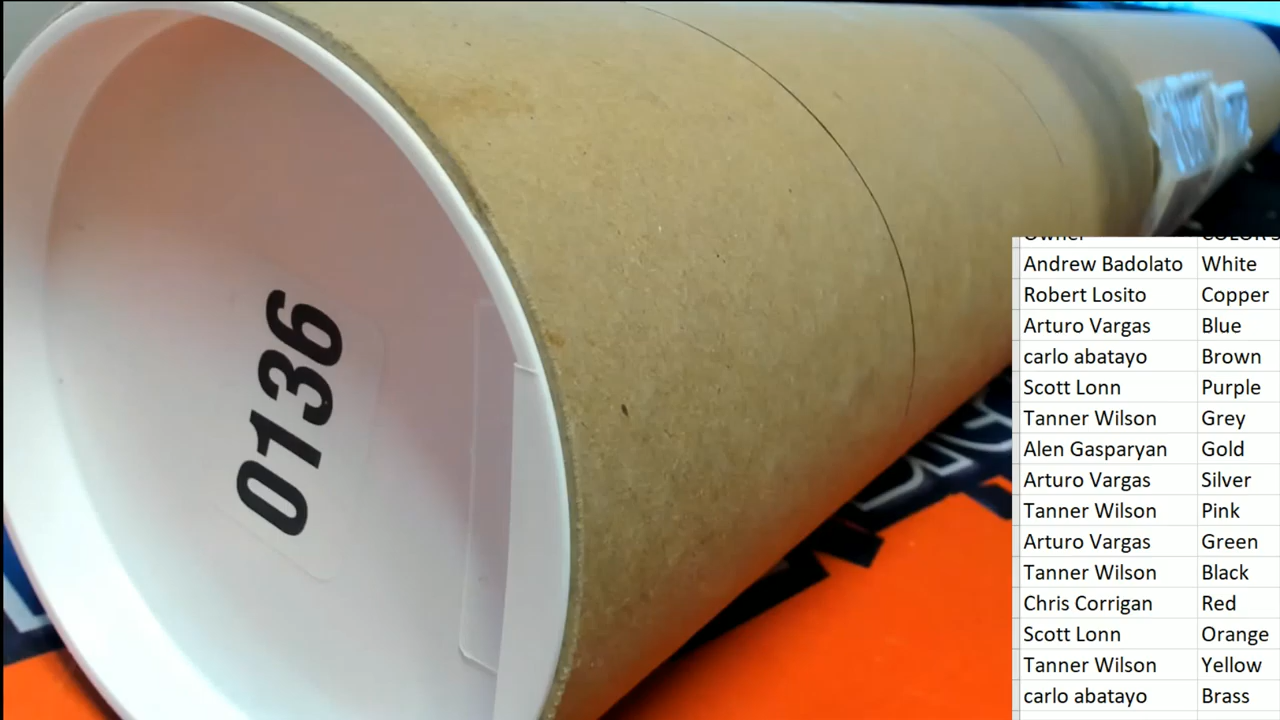 0136
Owner
Andrew Badolato White
Robert Losito Copper
Arturo Vargas Blue
carlo abatayo Brown
Scott Lonn Purple
Tanner Wilson Grey
Alen Gasparyan Gold
Arturo Vargas Silver
Tanner Wilson Pink
Arturo Vargas Green
Tanner Wilson Black
Chris Corrigan Red
Scott Lonn Orange
Tanner Wilson Yellow
carlo abatayo Brass